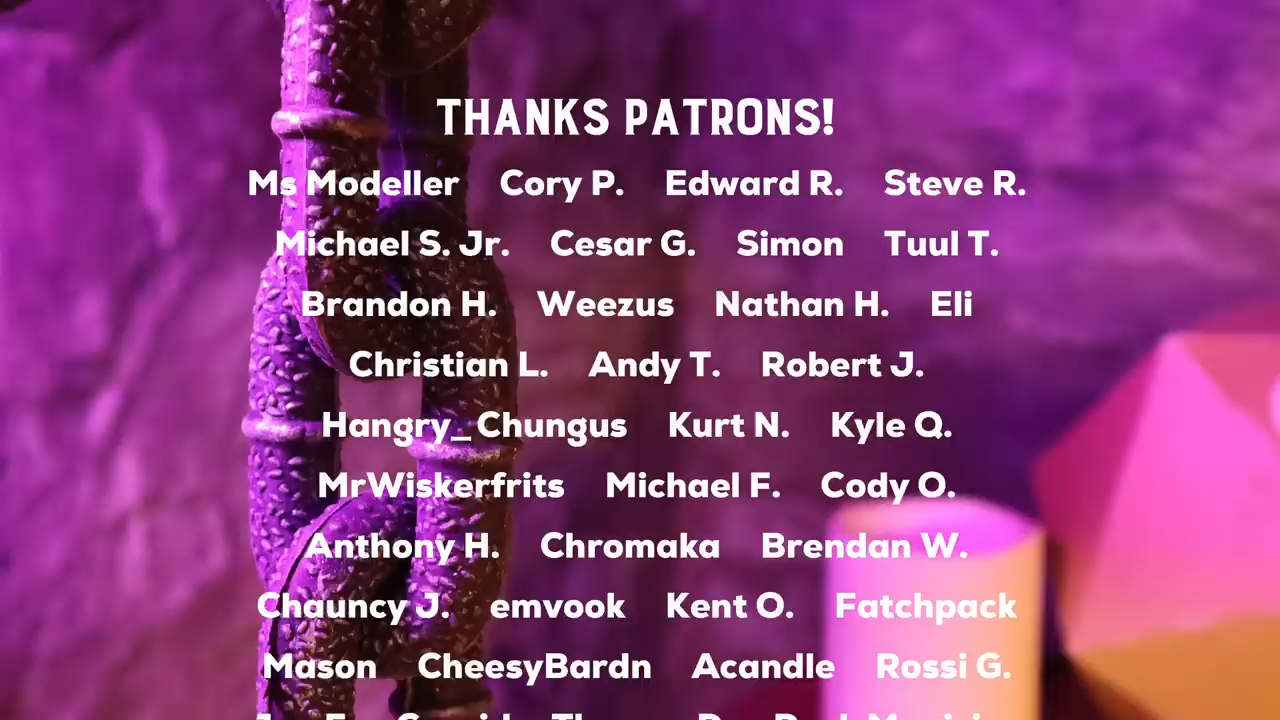 THANKS PATRONS!
Ms Modeller Cory P. Edward R. Steve R.
Michael S. Jr. Cesar G. Simon Tuul T.
Brandon H. Weezus Nathan H. Eli
Christian L. Andy T. Robert J.
Hangry_Chungus Kurt N. Kyle Q.
MrWiskerfrits Michael F. Cody O.
Anthony H. Chromaka Brendan W.
Chauncy J. emvook Kent O. Fatchpack
Mason CheesyBardn Acandle Rossi G.